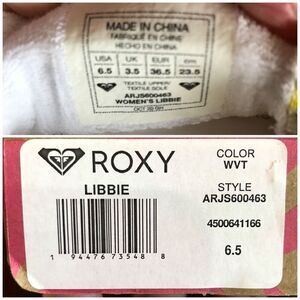 MADE IN CHINA
FABRIQUÉ EN CHINE
HECHO EN CHINA
USA UK EUR cm
6.5 3.5 36.5 23.5
TEXTILE UPPER/
TEXTILE SOLE
ARJS600463
WOMEN'S LIBBIE
ROXY
LIBBIE
COLOR
WVT
STYLE
ARJS600463
4500641166
6.5
1 94476 73548 8